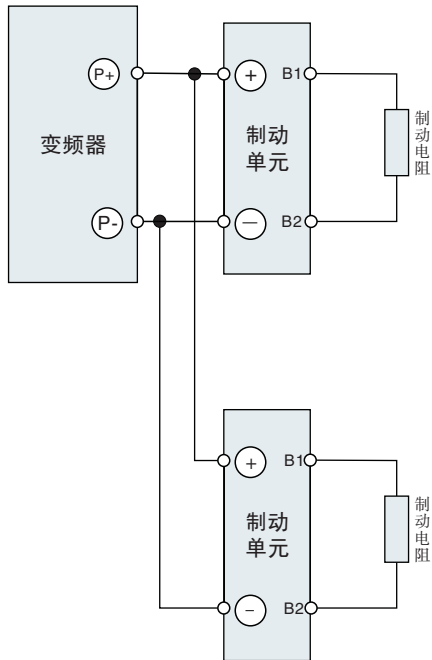 变频器
P+
P-
+
制动
单元
—
B1
B2
制动电阻
+
制动
单元
-
B1
B2
制动电阻